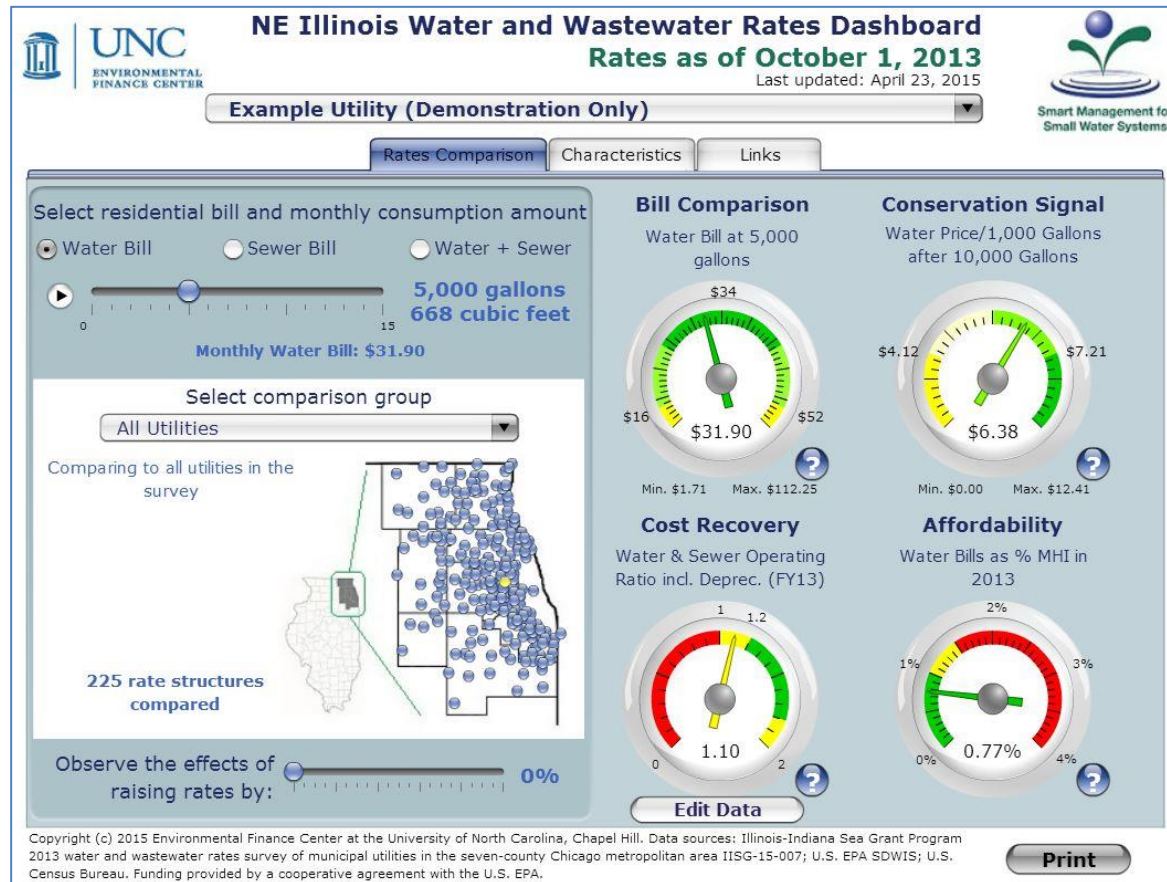 UNC
ENVIRONMENTAL
FINANCE CENTER
NE Illinois Water and Wastewater Rates Dashboard
Rates as of October 1, 2013
Last updated: April 23, 2015
Smart Management for
Small Water Systems
Example Utility (Demonstration Only)
Rates Comparison Characteristics Links
Select residential bill and monthly consumption amount
Water Bill Sewer Bill Water + Sewer
0 15
5,000 gallons
668 cubic feet
Monthly Water Bill: $31.90
Select comparison group
All Utilities
Comparing to all utilities in the
survey
225 rate structures
compared
Observe the effects of
raising rates by:
0%
Bill Comparison
Water Bill at 5,000
gallons
$34
$16 $52
$31.90
?
Min. $1.71 Max. $112.25
Conservation Signal
Water Price/1,000 Gallons
after 10,000 Gallons
$4.12 $7.21
$6.38
?
Min. $0.00 Max. $12.41
Cost Recovery
Water & Sewer Operating
Ratio incl. Deprec. (FY13)
1 1.2
0 2
1.10
?
Edit Data
Affordability
Water Bills as % MHI in
2013
2%
1% 3%
0% 4%
0.77%
?
Copyright (c) 2015 Environmental Finance Center at the University of North Carolina, Chapel Hill. Data sources: Illinois-Indiana Sea Grant Program
2013 water and wastewater rates survey of municipal utilities in the seven-county Chicago metropolitan area IISG-15-007; U.S. EPA SDWIS; U.S.
Census Bureau. Funding provided by a cooperative agreement with the U.S. EPA.
Print